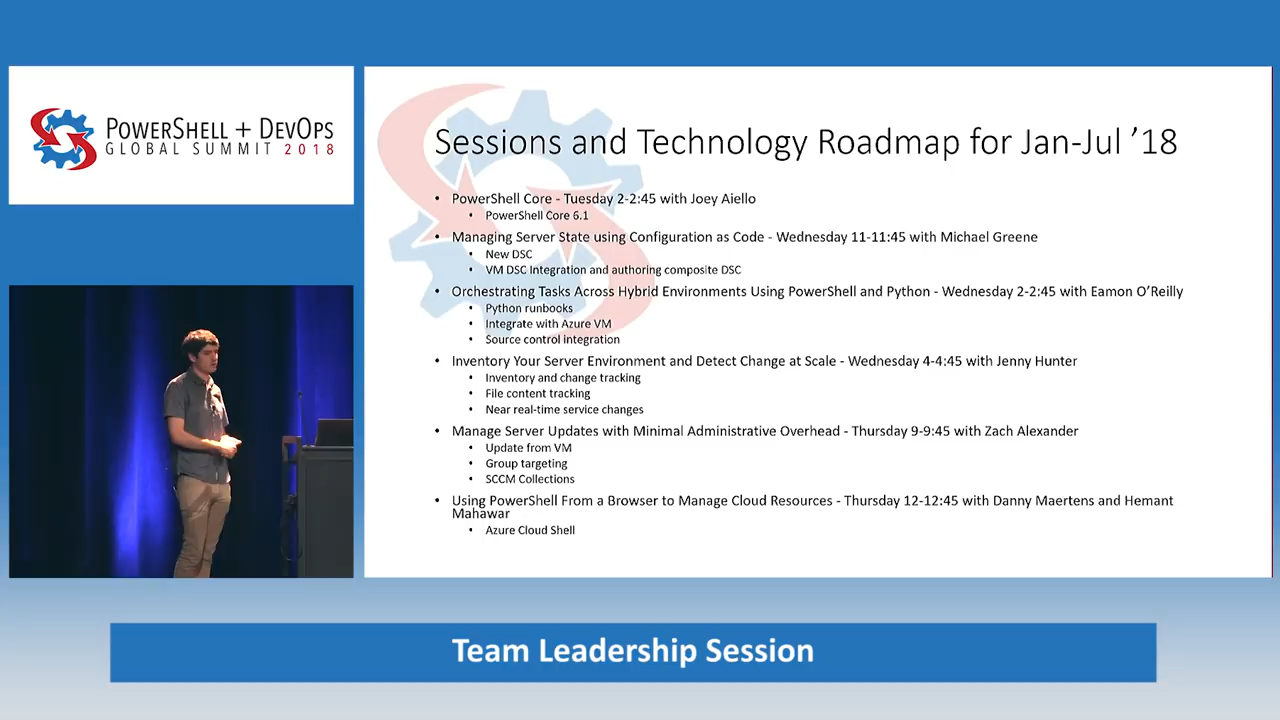 POWERSHELL + DEVOPS
GLOBAL SUMMIT 2018
Sessions and Technology Roadmap for Jan-Jul ’18
• PowerShell Core - Tuesday 2-2:45 with Joey Aiello
• PowerShell Core 6.1
• Managing Server State using Configuration as Code - Wednesday 11-11:45 with Michael Greene
• New DSC
• VM DSC Integration and authoring composite DSC
• Orchestrating Tasks Across Hybrid Environments Using PowerShell and Python - Wednesday 2-2:45 with Eamon O’Reilly
• Python runbooks
• Integrate with Azure VM
• Source control integration
• Inventory Your Server Environment and Detect Change at Scale - Wednesday 4-4:45 with Jenny Hunter
• Inventory and change tracking
• File content tracking
• Near real-time service changes
• Manage Server Updates with Minimal Administrative Overhead - Thursday 9-9:45 with Zach Alexander
• Update from VM
• Group targeting
• SCCM Collections
• Using PowerShell From a Browser to Manage Cloud Resources - Thursday 12-12:45 with Danny Maertens and Hemant
Mahawar
• Azure Cloud Shell
Team Leadership Session